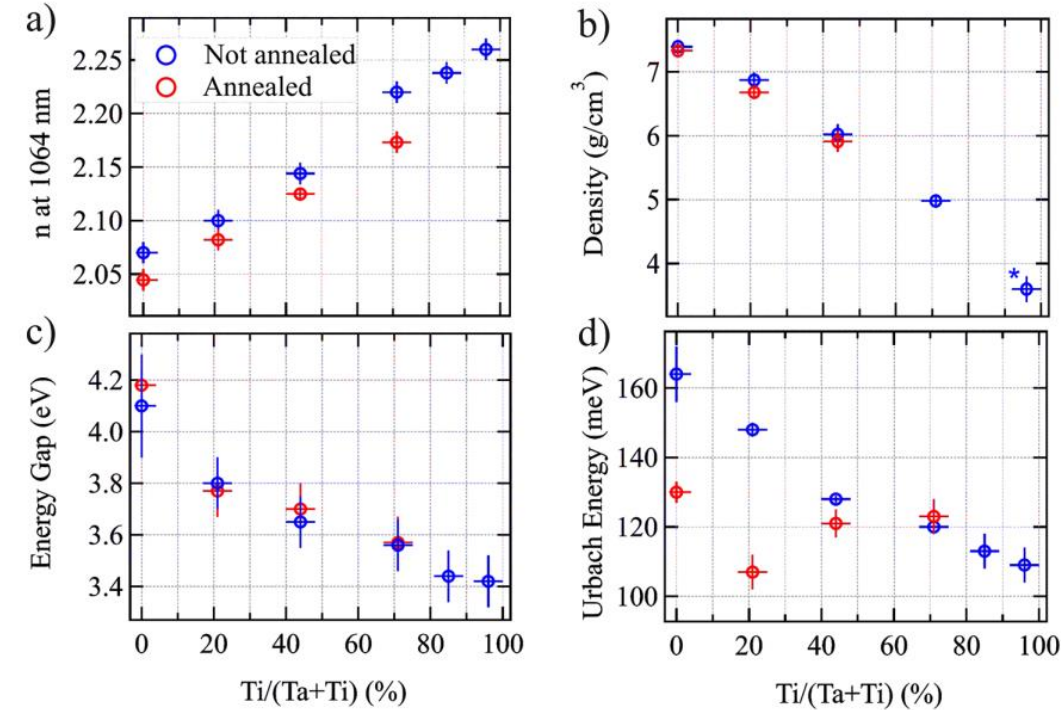 a)
n at 1064 nm
2.25
2.20
2.15
2.10
2.05
Not annealed
Annealed
b)
Density (g/cm3)
7
6
5
4
*
c)
Energy Gap (eV)
4.2
4.0
3.8
3.6
3.4
0 20 40 60 80 100
Ti/(Ta+Ti) (%)
d)
Urbach Energy (meV)
160
140
120
100
0 20 40 60 80 100
Ti/(Ta+Ti) (%)